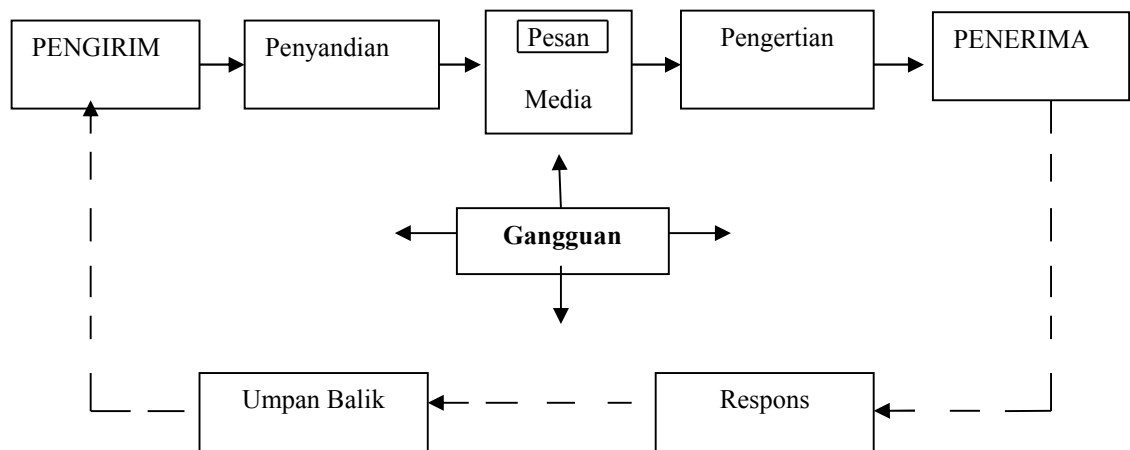 PENGIRIM
Penyandian
Pesan
Media
Pengertian
PENERIMA
Gangguan
Umpan Balik
Respons